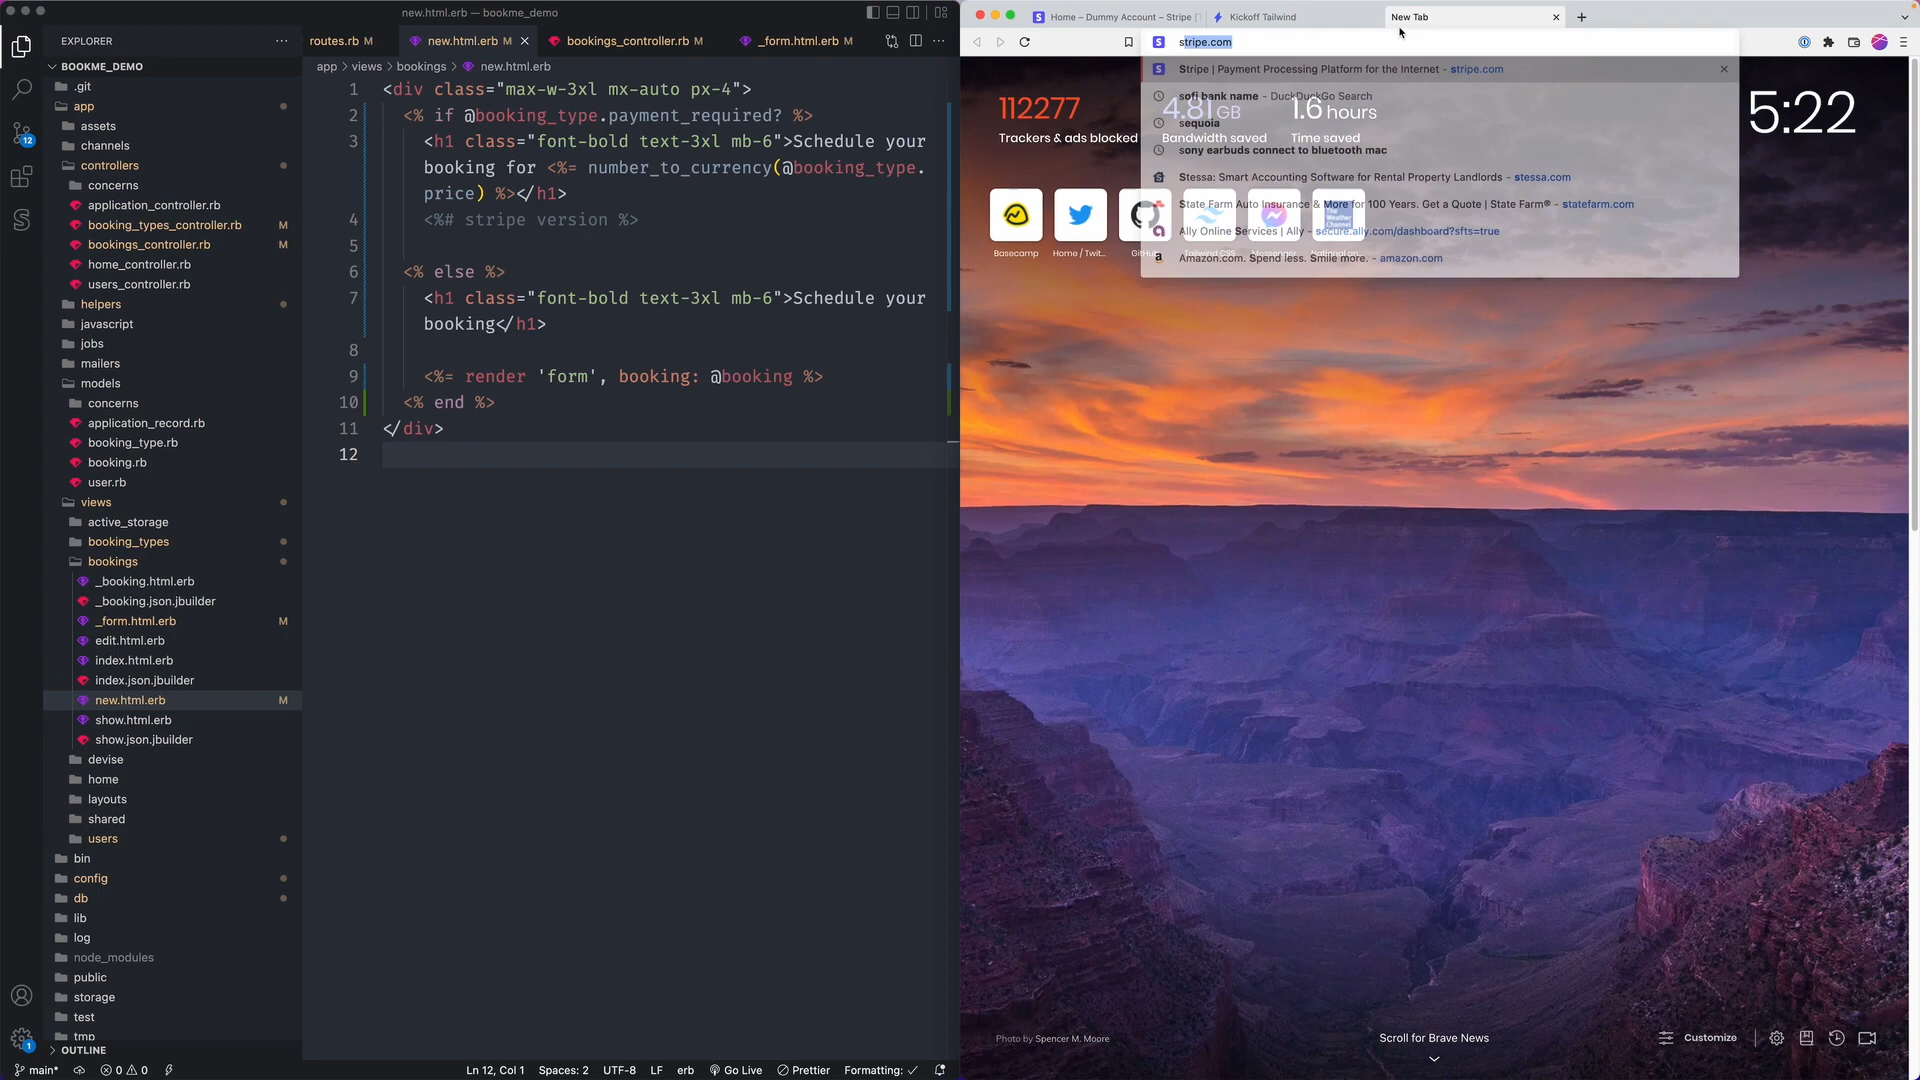 new.html.erb — bookme_demo
EXPLORER
BOOKME_DEMO
.git
app
assets
channels
controllers
concerns
application_controller.rb
booking_types_controller.rb M
bookings_controller.rb M
home_controller.rb
users_controller.rb
helpers
javascript
jobs
mailers
models
concerns
application_record.rb
booking_type.rb
booking.rb
user.rb
views
active_storage
booking_types
bookings
_booking.html.erb
_booking.json.jbuilder
_form.html.erb M
edit.html.erb
index.html.erb
index.json.jbuilder
new.html.erb M
show.html.erb
show.json.jbuilder
devise
home
layouts
shared
users
bin
config
db
lib
log
node_modules
public
storage
test
tmp
OUTLINE
12
1
routes.rb M
new.html.erb M
bookings_controller.rb M
_form.html.erb M
app > views > bookings > new.html.erb
1 <div class="max-w-3xl mx-auto px-4">
2 <% if @booking_type.payment_required? %>
3 <h1 class="font-bold text-3xl mb-6">Schedule your
booking for <%= number_to_currency(@booking_type.
price) %></h1>
4 <%# stripe version %>
5
6 <% else %>
7 <h1 class="font-bold text-3xl mb-6">Schedule your
booking</h1>
8
9 <%= render 'form', booking: @booking %>
10 <% end %>
11 </div>
12
main* 0 0 Ln 12, Col 1 Spaces: 2 UTF-8 LF erb Go Live Prettier Formatting:
Home – Dummy Account – Stripe [T
Kickoff Tailwind
New Tab
stripe.com
Stripe | Payment Processing Platform for the Internet - stripe.com
sofi bank name - DuckDuckGo Search
sequoia
sony earbuds connect to bluetooth mac
Stessa: Smart Accounting Software for Rental Property Landlords - stessa.com
State Farm Auto Insurance & More for 100 Years. Get a Quote | State Farm® - statefarm.com
Ally Online Services | Ally - secure.ally.com/dashboard?sfts=true
Amazon.com. Spend less. Smile more. - amazon.com
112277
Trackers & ads blocked
4.81 GB
Bandwidth saved
1.6 hours
Time saved
5:22
Basecamp
Home / Twit...
Photo by Spencer M. Moore
Scroll for Brave News
Customize